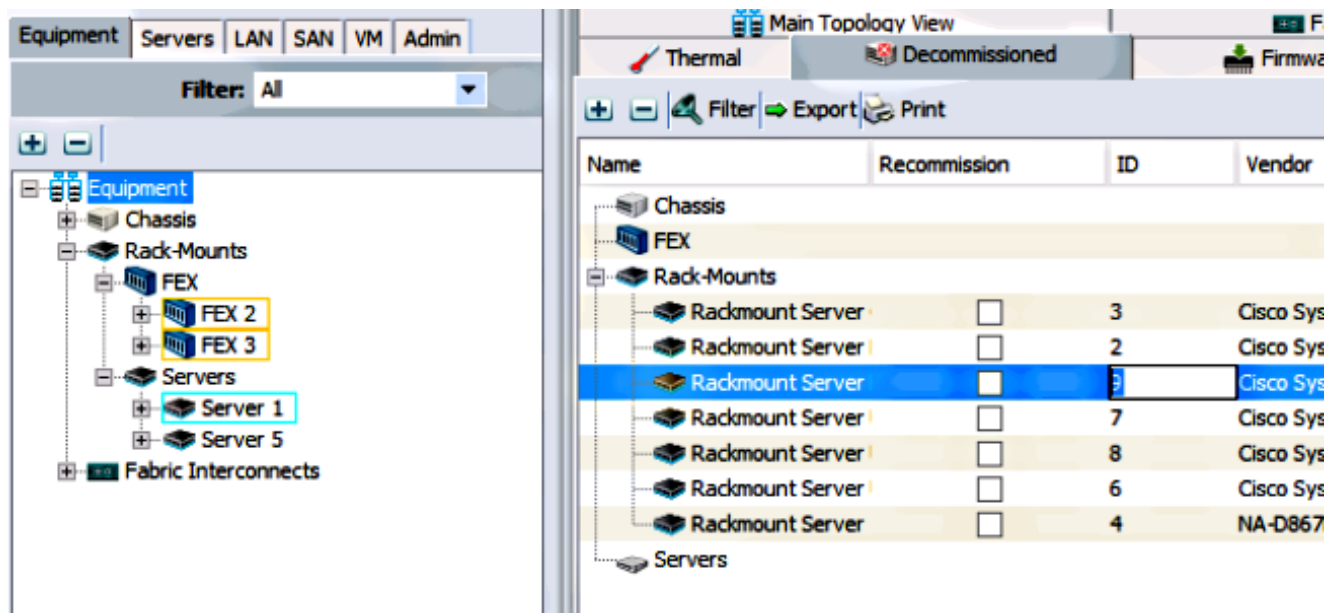 Equipment Servers LAN SAN VM Admin
Filter: All
Equipment
Chassis
Rack-Mounts
FEX
FEX 2
FEX 3
Servers
Server 1
Server 5
Fabric Interconnects
Main Topology View
Thermal Decommissioned Firmwa
Filter Export Print
Name Recommission ID Vendor
Chassis
FEX
Rack-Mounts
Rackmount Server 3 Cisco Sys
Rackmount Server 2 Cisco Sys
Rackmount Server 9 Cisco Sys
Rackmount Server 7 Cisco Sys
Rackmount Server 8 Cisco Sys
Rackmount Server 6 Cisco Sys
Rackmount Server 4 NA-D867
Servers